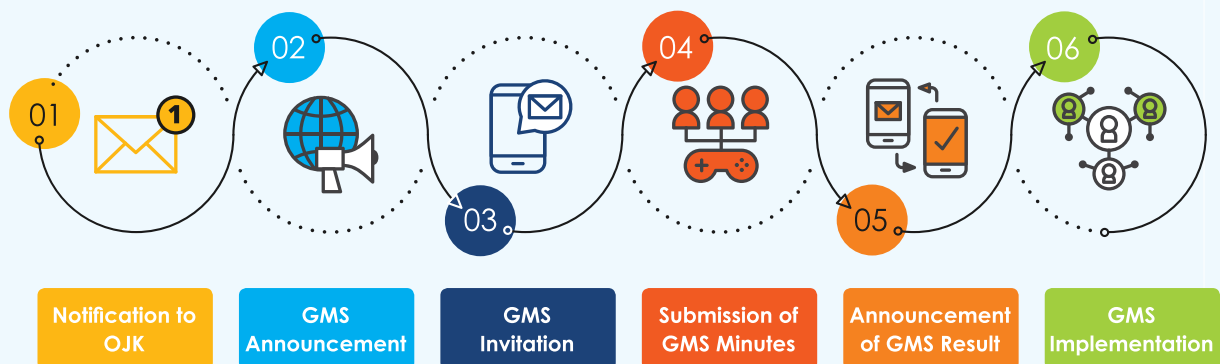 01
02
03
04
05
06
1
Notification to
OJK
GMS
Announcement
GMS
Invitation
Submission of
GMS Minutes
Announcement
of GMS Result
GMS
Implementation